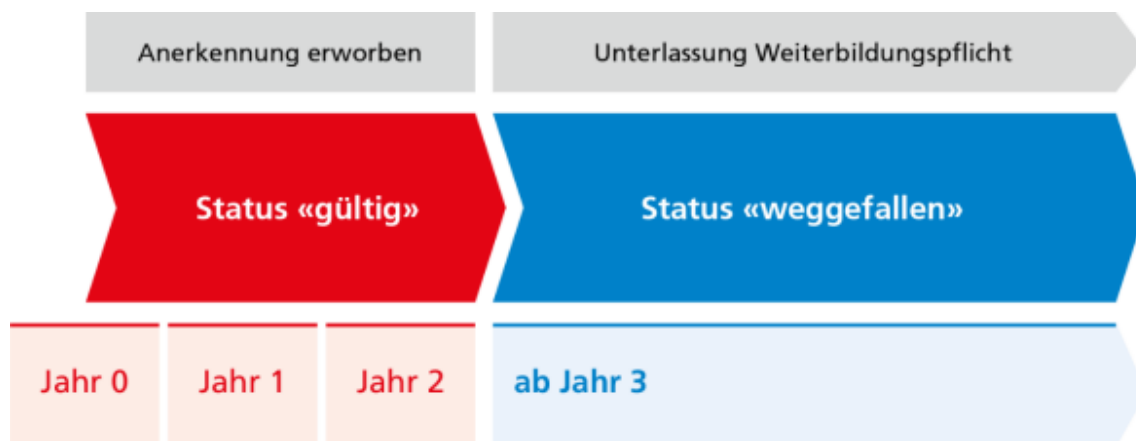 Anerkennung erworben
Unterlassung Weiterbildungspflicht
Status «gültig»
Status «weggefallen»
Jahr 0
Jahr 1
Jahr 2
ab Jahr 3